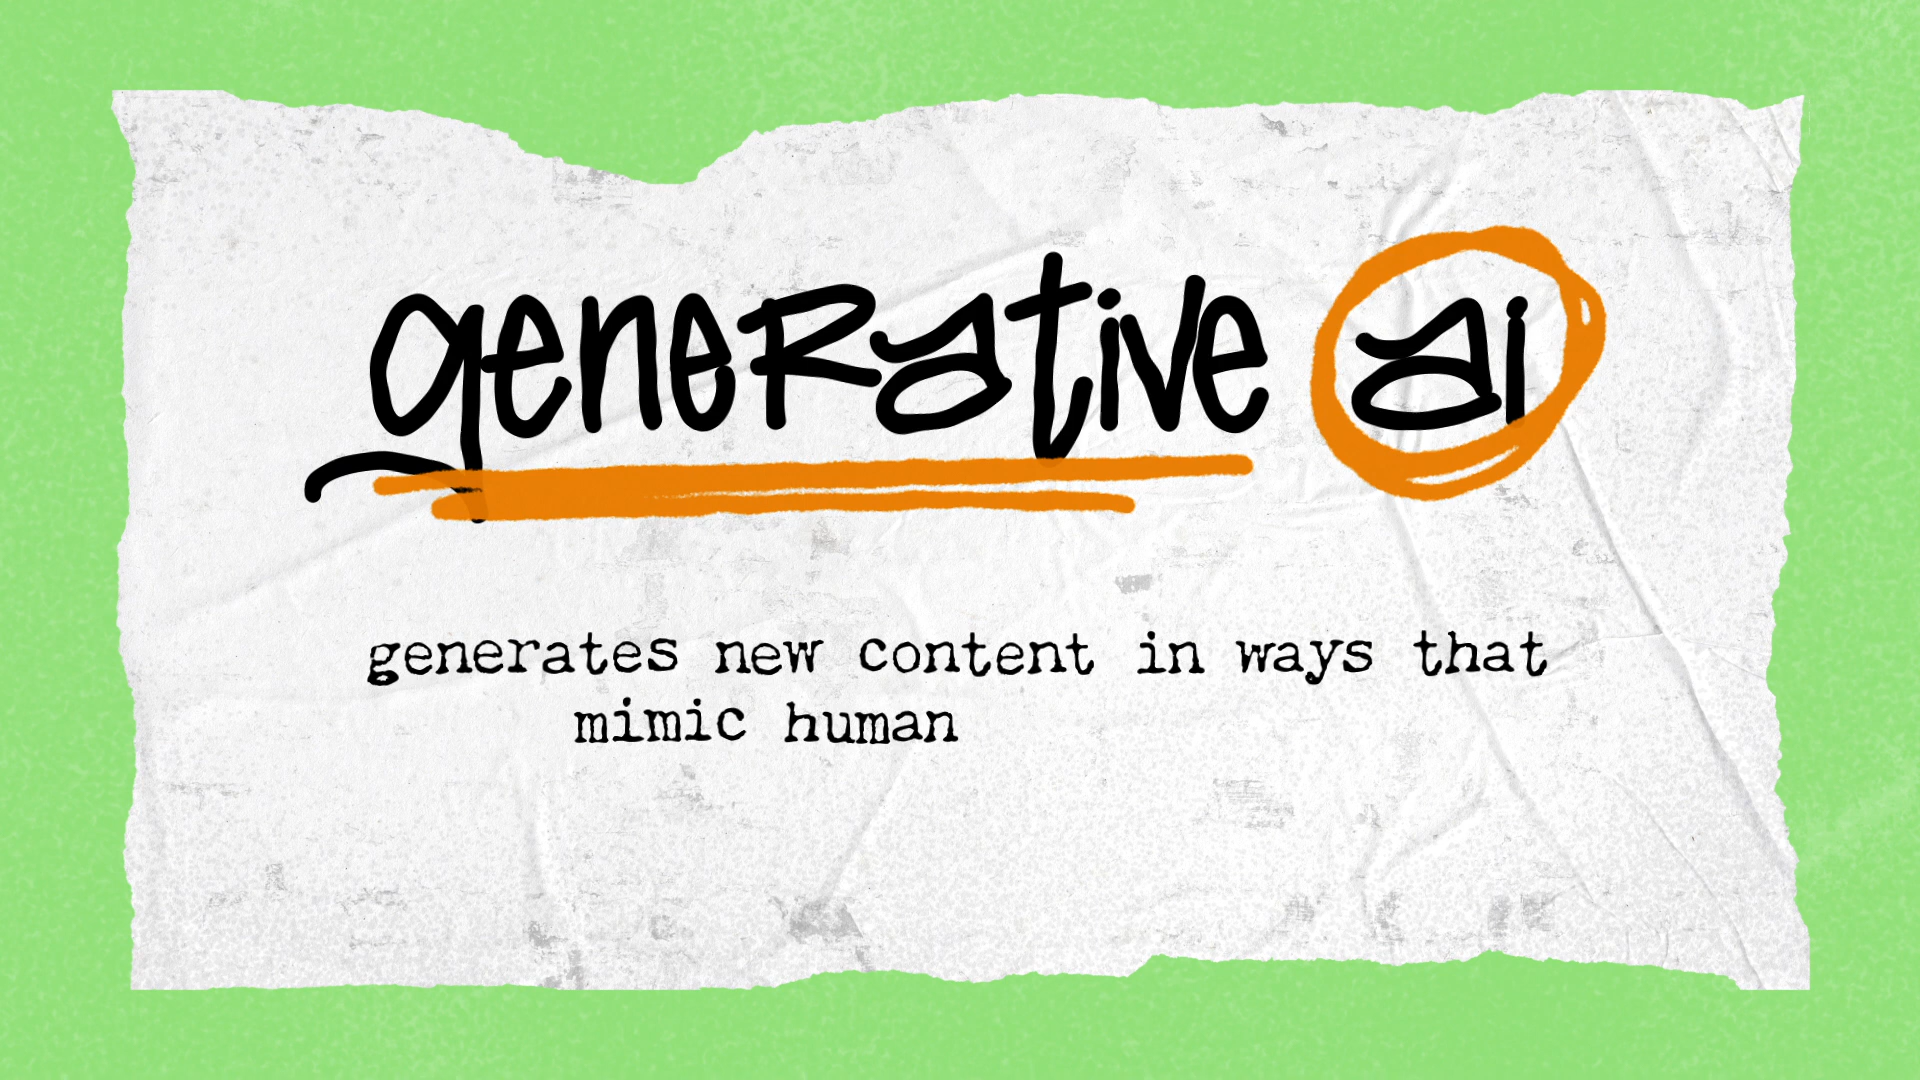 generative ai
generates new content in ways that
mimic human